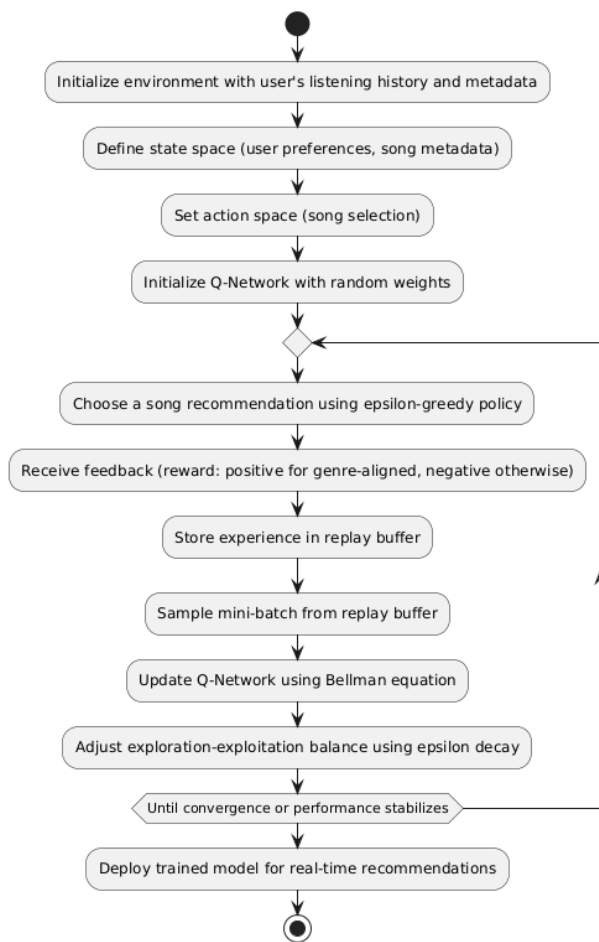 Initialize environment with user's listening history and metadata
Define state space (user preferences, song metadata)
Set action space (song selection)
Initialize Q-Network with random weights
Choose a song recommendation using epsilon-greedy policy
Receive feedback (reward: positive for genre-aligned, negative otherwise)
Store experience in replay buffer
Sample mini-batch from replay buffer
Update Q-Network using Bellman equation
Adjust exploration-exploitation balance using epsilon decay
Until convergence or performance stabilizes
Deploy trained model for real-time recommendations